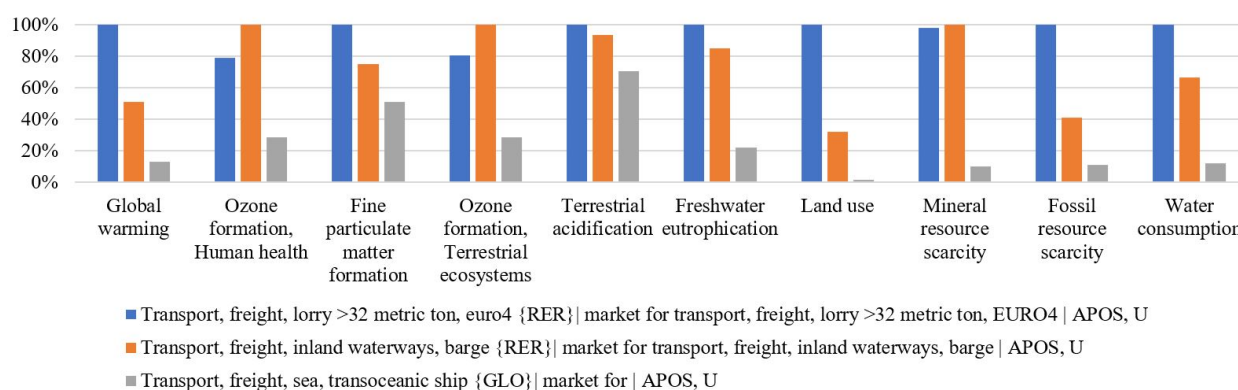 100%
80%
60%
40%
20%
0%
Global
warming
Ozone
formation,
Human health
Fine
particulate
matter
formation
Ozone
formation,
Terrestrial
ecosystems
Terrestrial
acidification
Freshwater
eutrophication
Land use
Mineral
resource
scarcity
Fossil
resource
scarcity
Water
consumption
Transport, freight, lorry >32 metric ton, euro4 {RER}| market for transport, freight, lorry >32 metric ton, EURO4 | APOS, U
Transport, freight, inland waterways, barge {RER}| market for transport, freight, inland waterways, barge | APOS, U
Transport, freight, sea, transoceanic ship {GLO}| market for | APOS, U